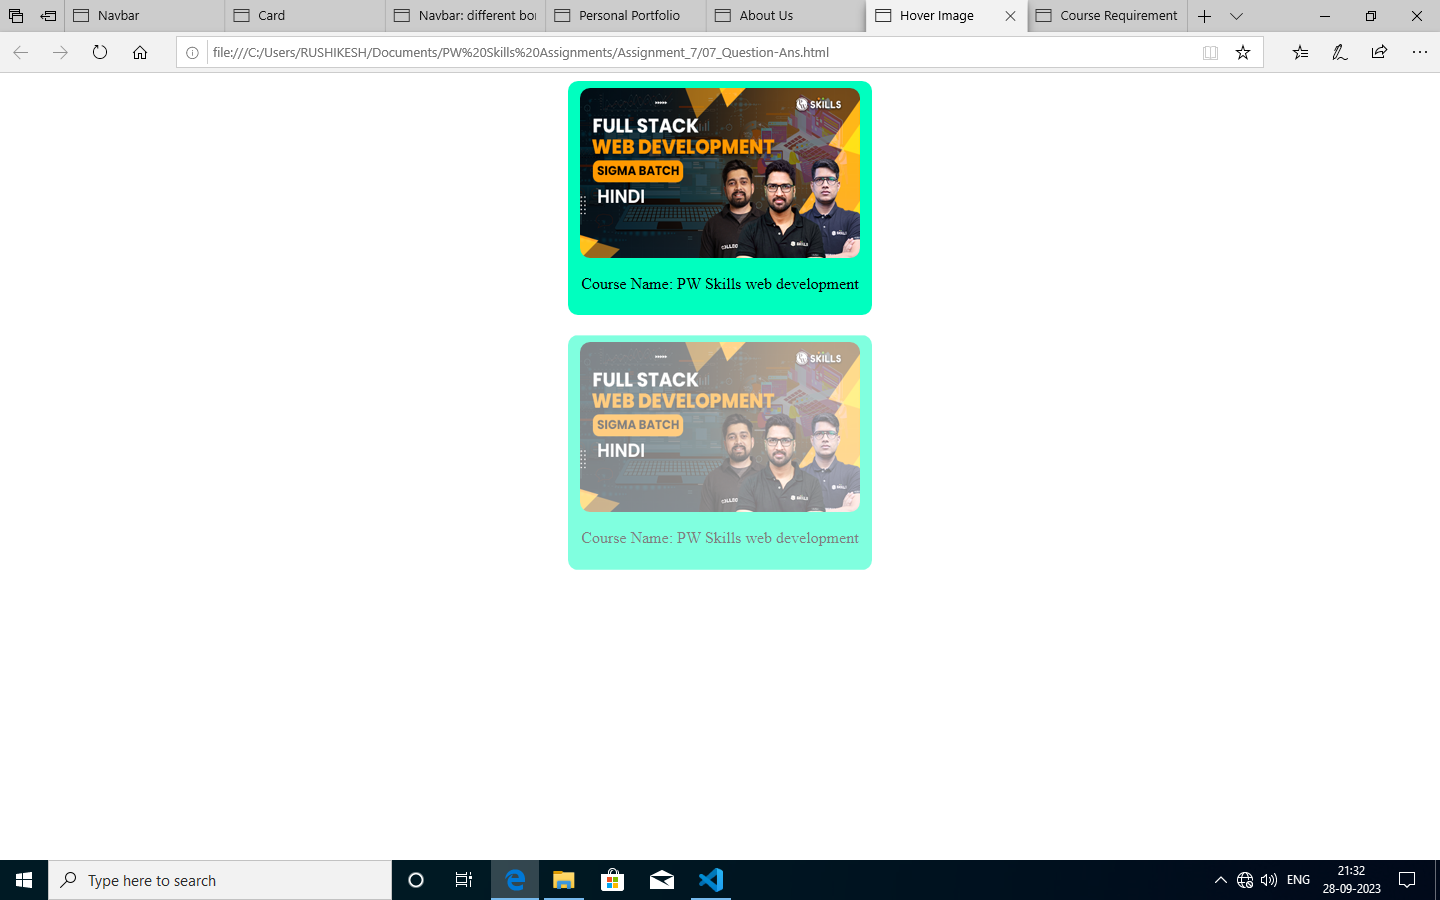 Navbar
Card
Navbar: different bor
Personal Portfolio
About Us
Hover Image
Course Requirement
file:///C:/Users/RUSHIKESH/Documents/PW%20Skills%20Assignments/Assignment_7/07_Question-Ans.html
SKILLS
FULL STACK
WEB DEVELOPMENT
SIGMA BATCH
HINDI
Course Name: PW Skills web development
SKILLS
FULL STACK
WEB DEVELOPMENT
SIGMA BATCH
HINDI
Course Name: PW Skills web development
Type here to search
ENG
21:32
28-09-2023